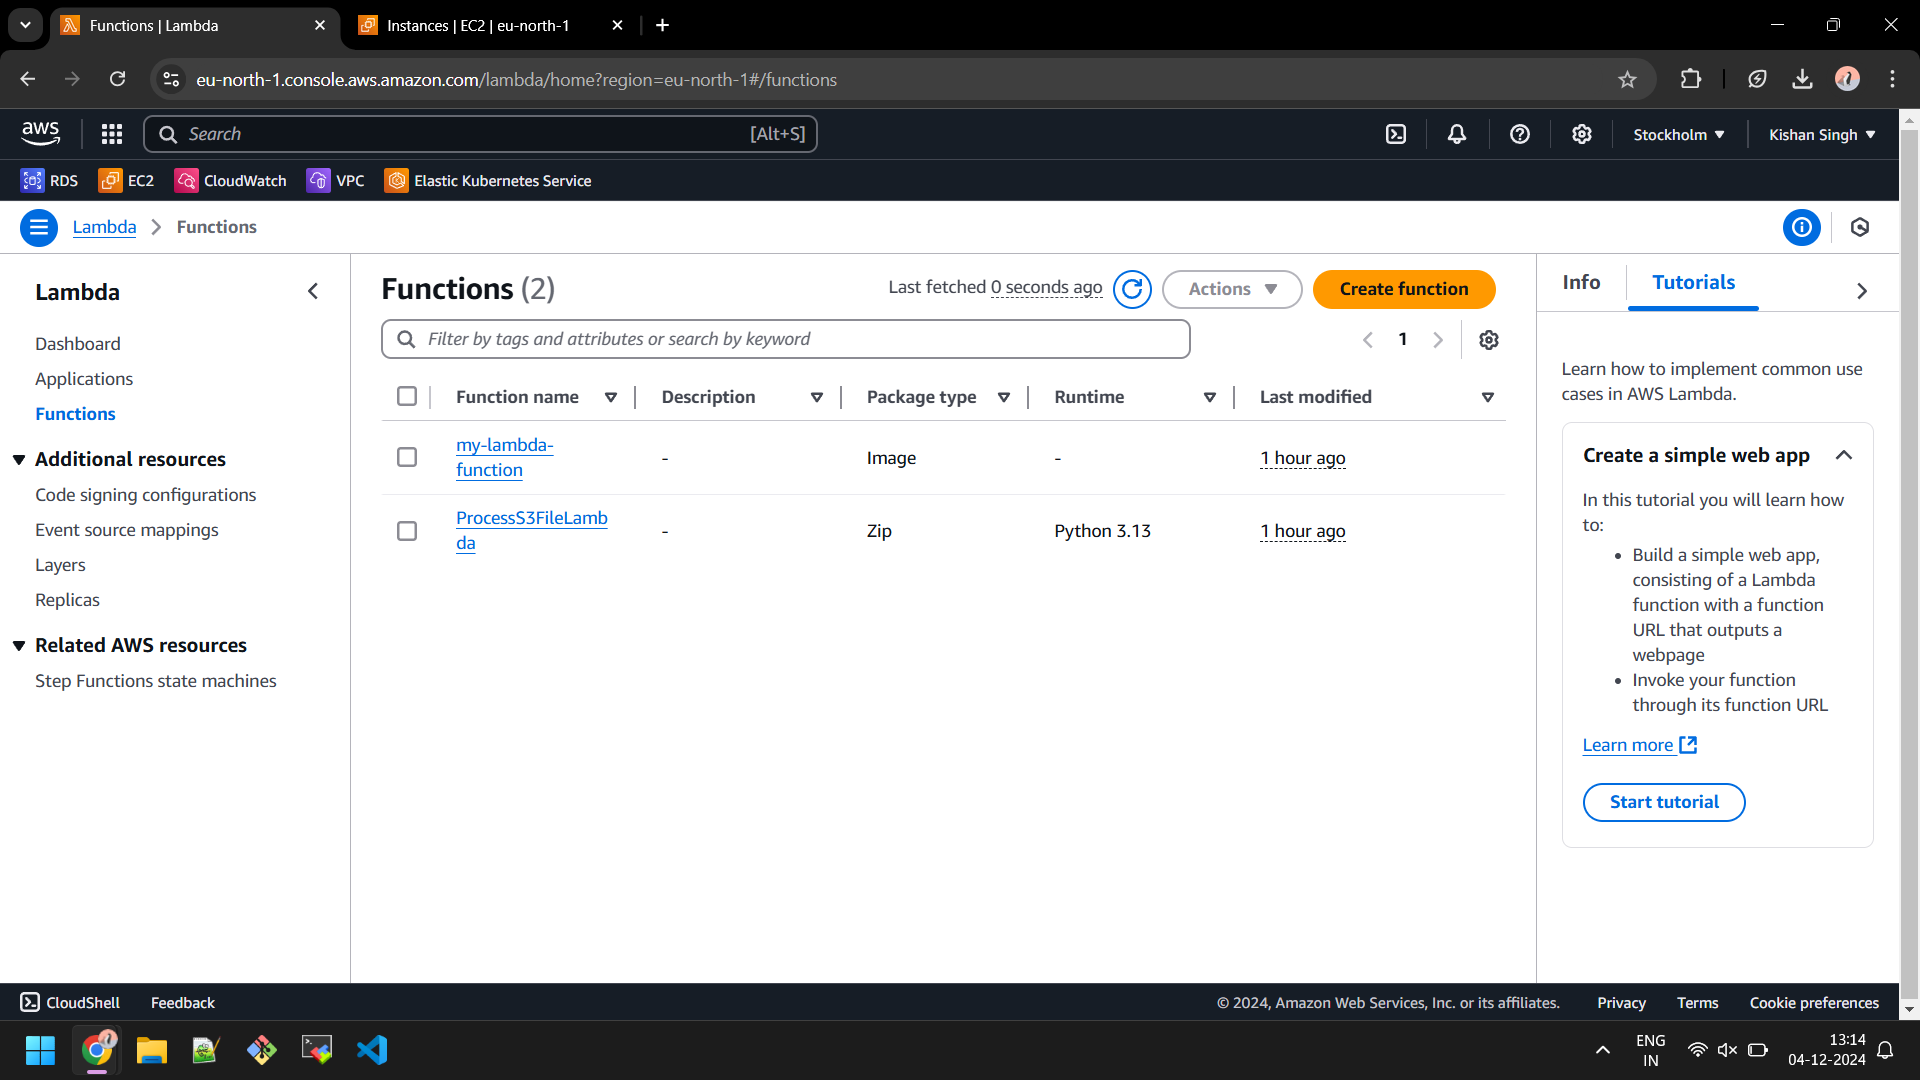 Functions | Lambda
Instances | EC2 | eu-north-1
eu-north-1.console.aws.amazon.com/lambda/home?region=eu-north-1#/functions
aws
Search
[Alt+S]
Stockholm
Kishan Singh
RDS
EC2
CloudWatch
VPC
Elastic Kubernetes Service
Lambda
Functions
Lambda
Dashboard
Applications
Functions
Additional resources
Code signing configurations
Event source mappings
Layers
Replicas
Related AWS resources
Step Functions state machines
Functions (2)
Last fetched 0 seconds ago
Actions
Create function
Filter by tags and attributes or search by keyword
1
Function name
Description
Package type
Runtime
Last modified
my-lambda-
function
-
Image
-
1 hour ago
ProcessS3FileLamb
da
-
Zip
Python 3.13
1 hour ago
Info
Tutorials
Learn how to implement common use
cases in AWS Lambda.
Create a simple web app
In this tutorial you will learn how
to:
• Build a simple web app,
consisting of a Lambda
function with a function
URL that outputs a
webpage
• Invoke your function
through its function URL
Learn more
Start tutorial
CloudShell
Feedback
© 2024, Amazon Web Services, Inc. or its affiliates.
Privacy
Terms
Cookie preferences
ENG
IN
13:14
04-12-2024